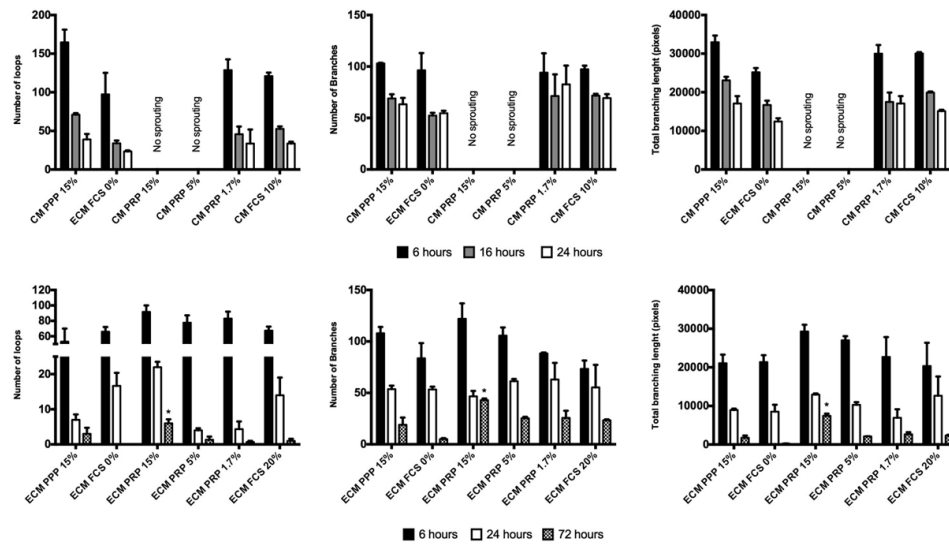 200
150
100
50
0
Number of loops
No sprouting
No sprouting
CM PPP 15%
ECM FCS 0%
CM PRP 15%
CM PRP 5%
CM PRP 1.7%
CM FCS 10%
150
100
50
0
Number of Branches
No sprouting
No sprouting
CM PPP 15%
ECM FCS 0%
CM PRP 15%
CM PRP 5%
CM PRP 1.7%
CM FCS 10%
40000
30000
20000
10000
0
Total branching lenght (pixels)
No sprouting
No sprouting
CM PPP 15%
ECM FCS 0%
CM PRP 15%
CM PRP 5%
CM PRP 1.7%
CM FCS 10%
6 hours 16 hours 24 hours
120
100
80
60
20
10
0
Number of loops
*
ECM PPP 15%
ECM FCS 0%
ECM PRP 15%
ECM PRP 5%
ECM PRP 1.7%
ECM FCS 20%
150
100
50
0
Number of Branches
*
ECM PPP 15%
ECM FCS 0%
ECM PRP 15%
ECM PRP 5%
ECM PRP 1.7%
ECM FCS 20%
40000
30000
20000
10000
0
Total branching lenght (pixels)
*
ECM PPP 15%
ECM FCS 0%
ECM PRP 15%
ECM PRP 5%
ECM PRP 1.7%
ECM FCS 20%
6 hours 24 hours 72 hours